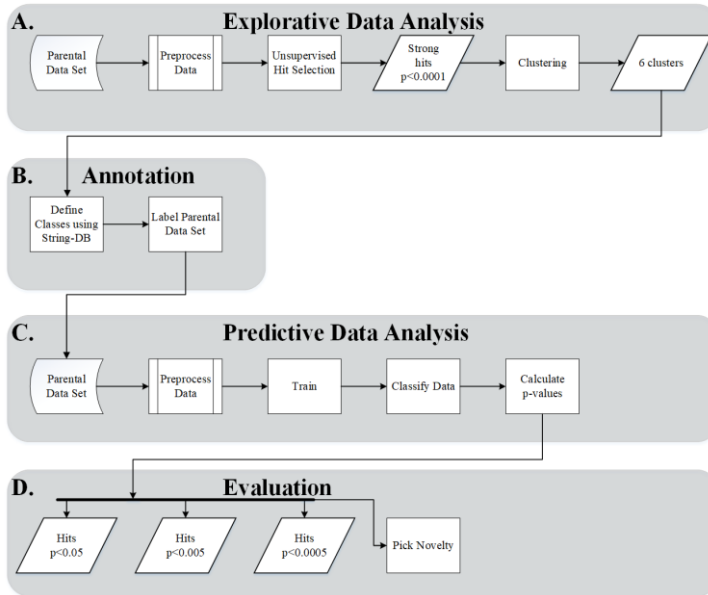 A. Explorative Data Analysis
Parental
Data Set
Preprocess
Data
Unsupervised
Hit Selection
Strong
hits
p<0.0001
Clustering
6 clusters
B. Annotation
Define
Classes using
String-DB
Label Parental
Data Set
C. Predictive Data Analysis
Parental
Data Set
Preprocess
Data
Train
Classify Data
Calculate
p-values
D. Evaluation
Hits
p<0.05
Hits
p<0.005
Hits
p<0.0005
Pick Novelty